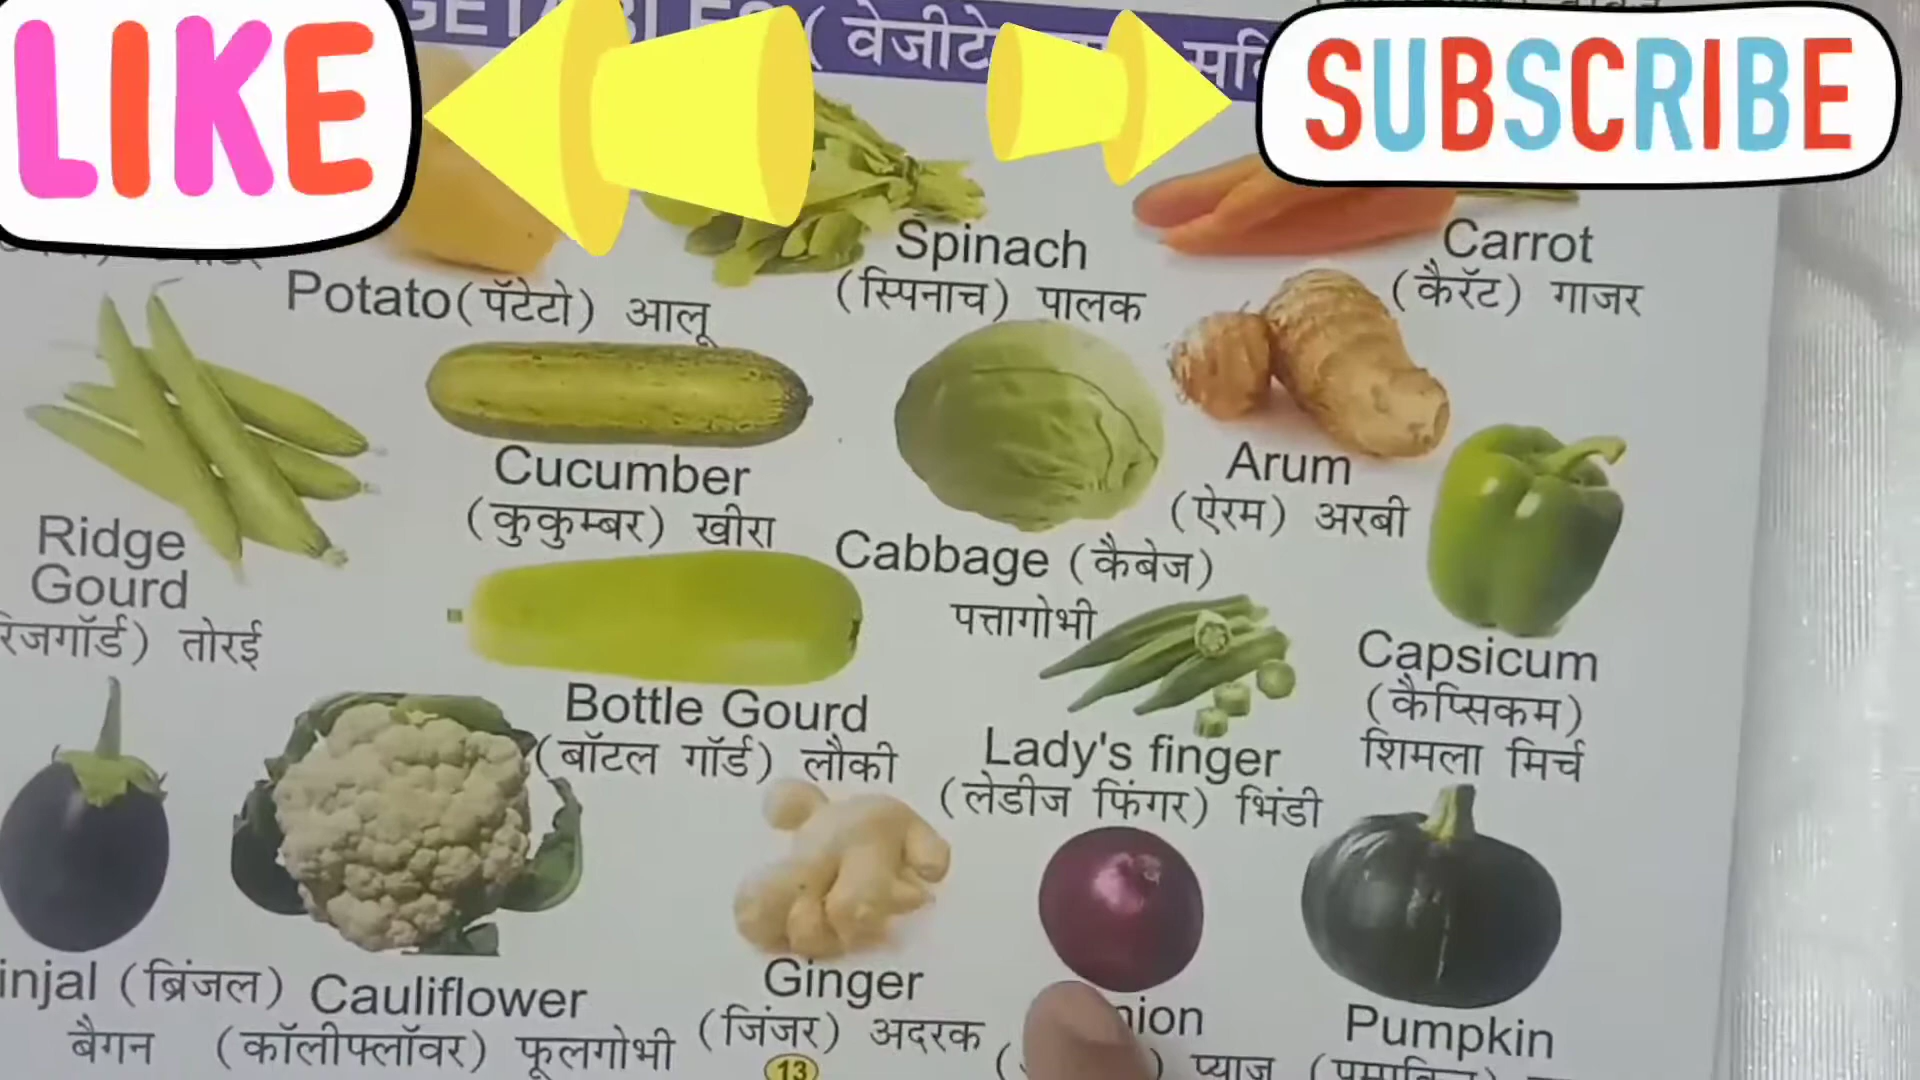 LIKE
SUBSCRIBE
Spinach
(स्पिनाच) पालक
Carrot
(कैरॅट) गाजर
Potato(पॅटेटो) आलू
Cucumber
(कुकुम्बर) खीरा
Arum
(ऐरम) अरबी
Ridge
Gourd
रिजगॉर्ड) तोरई
Cabbage (कैबेज)
पत्तागोभी
Capsicum
(कैप्सिकम)
शिमला मिर्च
Bottle Gourd
(बॉटल गॉर्ड) लौकी
Lady's finger
(लेडीज फिंगर) भिंडी
injal (ब्रिंजल)
बैगन
Cauliflower
(कॉलीफ्लॉवर) फूलगोभी
Ginger
(जिंजर) अदरक
nion
प्याज
Pumpkin
13